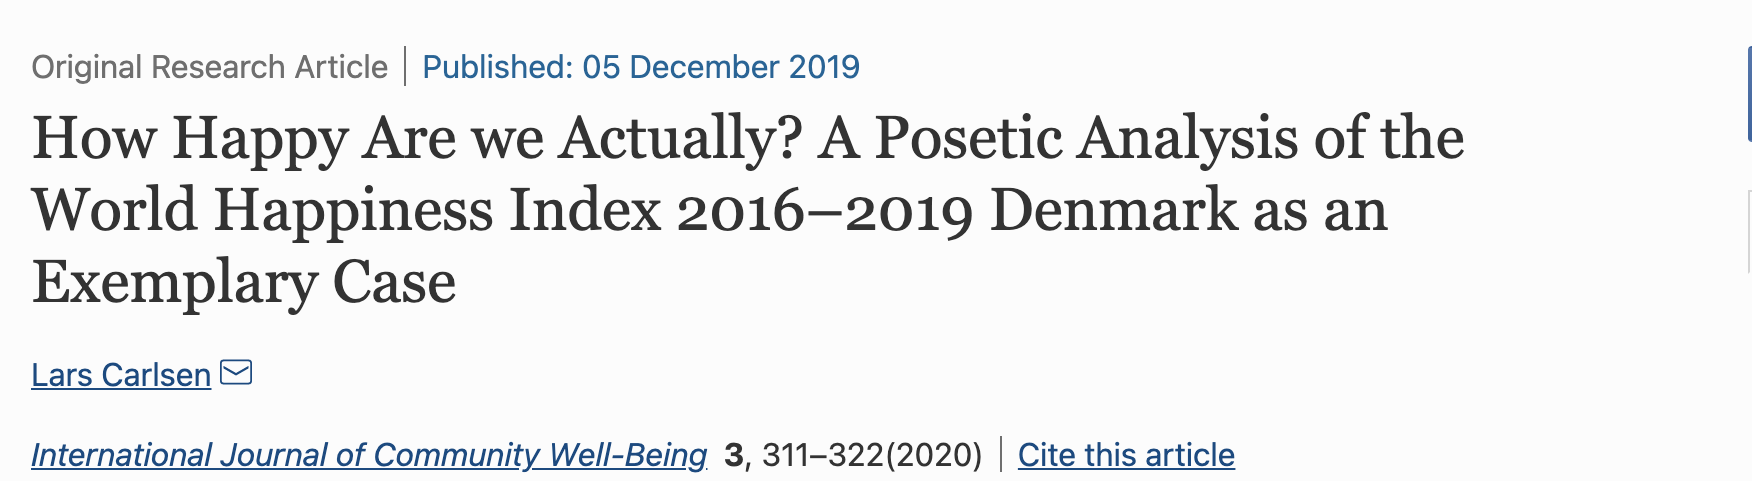 Original Research Article | Published: 05 December 2019
How Happy Are we Actually? A Posetic Analysis of the
World Happiness Index 2016–2019 Denmark as an
Exemplary Case
Lars Carlsen
International Journal of Community Well-Being 3, 311–322(2020) | Cite this article